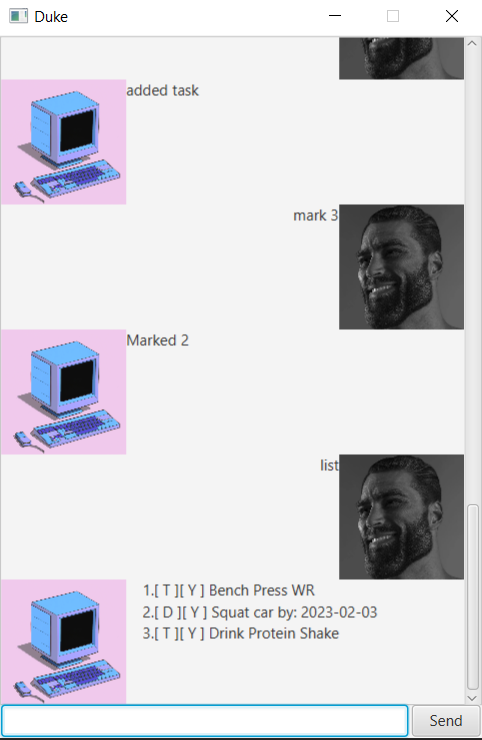 Duke
added task
mark 3
Marked 2
list
1.[ T ][ Y ] Bench Press WR
2.[ D ][ Y ] Squat car by: 2023-02-03
3.[ T ][ Y ] Drink Protein Shake
Send